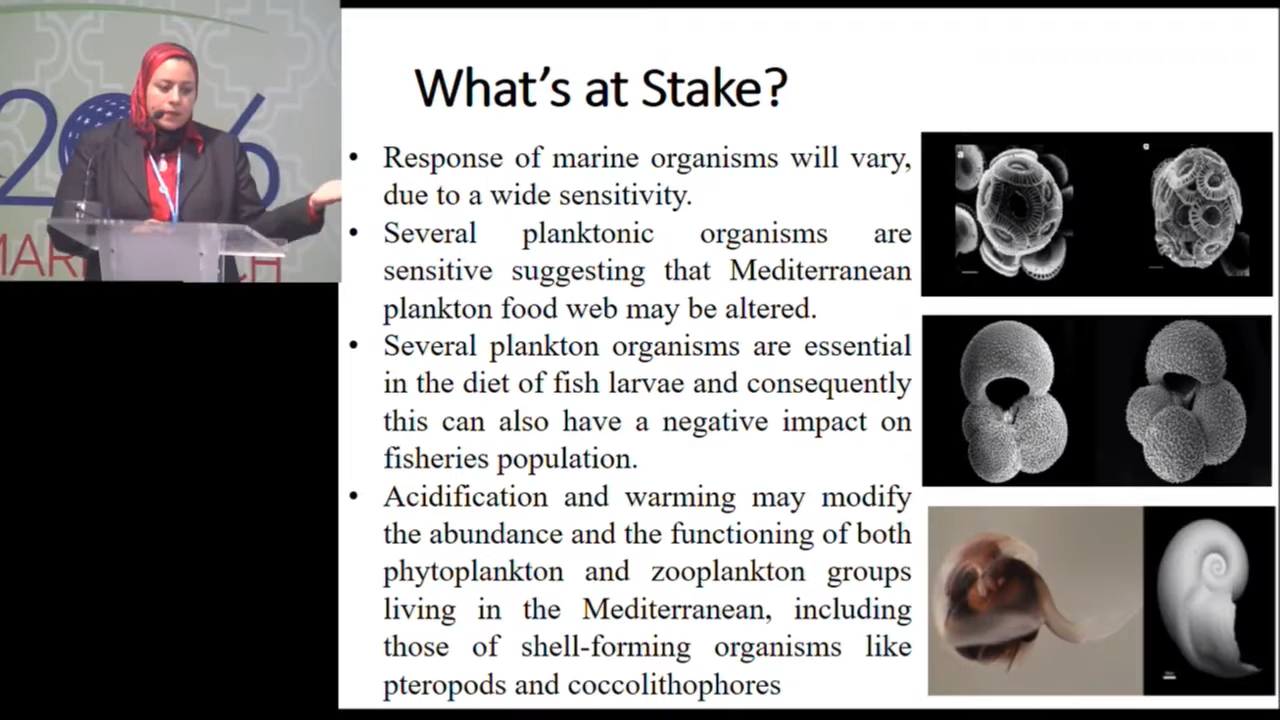 What's at Stake?
• Response of marine organisms will vary,
due to a wide sensitivity.
• Several planktonic organisms are
sensitive suggesting that Mediterranean
plankton food web may be altered.
• Several plankton organisms are essential
in the diet of fish larvae and consequently
this can also have a negative impact on
fisheries population.
• Acidification and warming may modify
the abundance and the functioning of both
phytoplankton and zooplankton groups
living in the Mediterranean, including
those of shell-forming organisms like
pteropods and coccolithophores